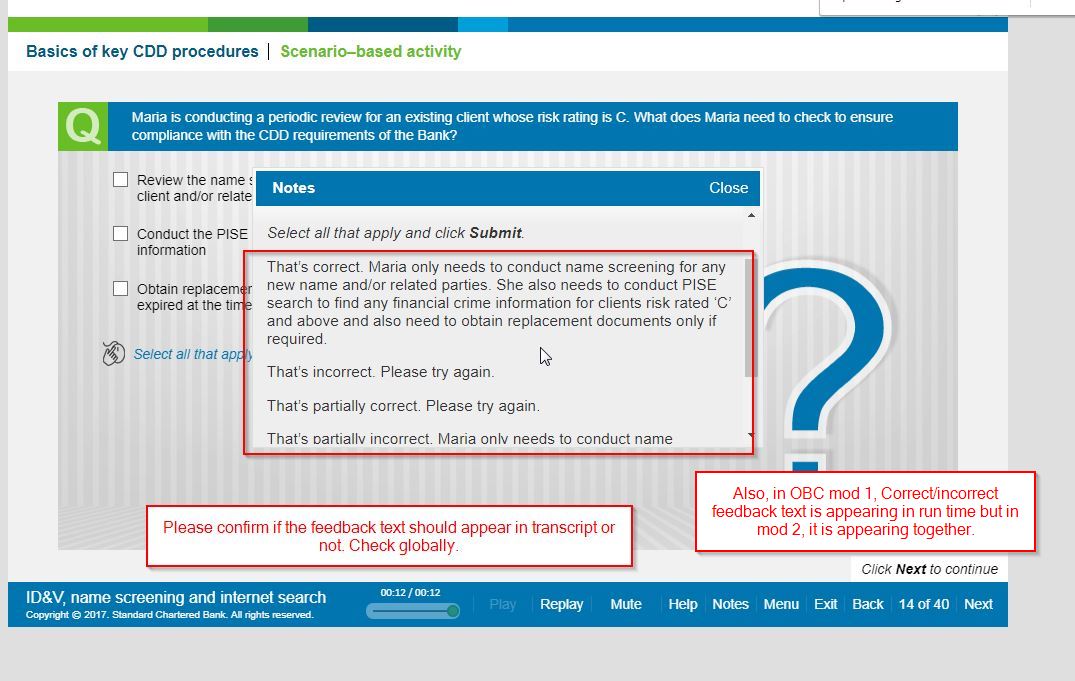 Basics of key CDD procedures | Scenario–based activity
Q
Maria is conducting a periodic review for an existing client whose risk rating is C. What does Maria need to check to ensure
compliance with the CDD requirements of the Bank?
Review the name
client and/or relate
Conduct the PISE
information
Obtain replacemen
expired at the time
Select all that apply
Notes
Close
Select all that apply and click Submit.
That's correct. Maria only needs to conduct name screening for any
new name and/or related parties. She also needs to conduct PISE
search to find any financial crime information for clients risk rated ‘C’
and above and also need to obtain replacement documents only if
required.
That's incorrect. Please try again.
That's partially correct. Please try again.
That's partially incorrect. Maria only needs to conduct name
Please confirm if the feedback text should appear in transcript or
not. Check globally.
Also, in OBC mod 1, Correct/incorrect
feedback text is appearing in run time but in
mod 2, it is appearing together.
Click Next to continue
ID&V, name screening and internet search
Copyright © 2017. Standard Chartered Bank. All rights reserved.
00:12 / 00:12
Play Replay Mute Help Notes Menu Exit Back 14 of 40 Next